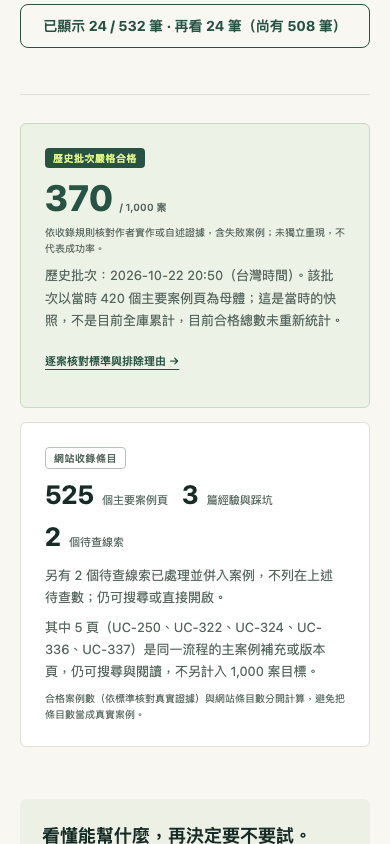 已顯示 24 / 532 筆 · 再看 24 筆（尚有 508 筆）
歷史批次嚴格合格
370 / 1,000 案
依收錄規則核對作者實作或自述證據，含失敗案例；未獨立重現，不
代表成功率。
歷史批次：2026-10-22 20:50（台灣時間）。該批
次以當時 420 個主要案例頁為母體；這是當時的快
照，不是目前全庫累計，目前合格總數未重新統計。
逐案核對標準與排除理由 →
網站收錄條目
525 個主要案例頁 3 篇經驗與踩坑
2 個待查線索
另有 2 個待查線索已處理並併入案例，不列在上述
待查數；仍可搜尋或直接開啟。
其中 5 頁（UC-250、UC-322、UC-324、UC-
336、UC-337）是同一流程的主案例補充或版本
頁，仍可搜尋與閱讀，不另計入 1,000 案目標。
合格案例數（依標準核對真實證據）與網站條目數分開計算，避免把
條目數當成真實案例。
看懂能幫什麼，再決定要不要試。